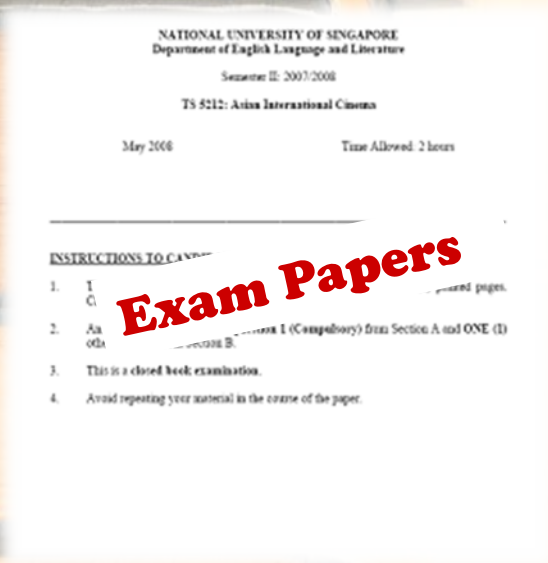 NATIONAL UNIVERSITY OF SINGAPORE
Department of English Language and Literature
Semester II: 2007/2008
TS 5212: Asian International Cinema
May 2008 Time Allowed: 2 hours
INSTRUCTIONS TO
Exam Papers
1. pages.
2. 1 (Compulsory) from Section A and ONE (1)
B.
3. This is a closed book examination.
4. Avoid repeating your material in the course of the paper.